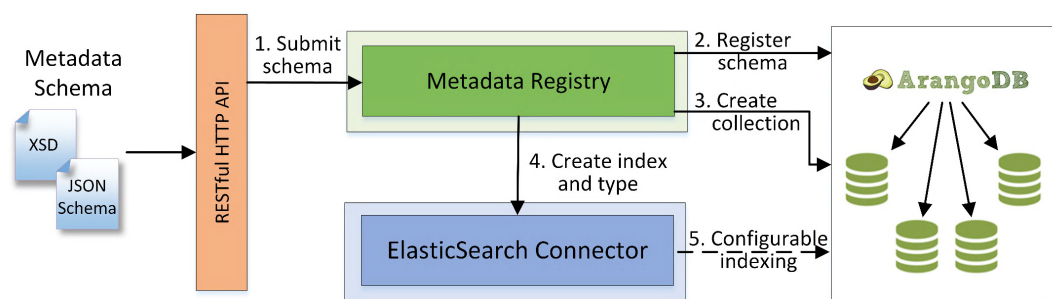 Metadata
Schema
XSD
JSON
Schema
RESTful HTTP API
1. Submit
schema
Metadata Registry
2. Register
schema
3. Create
collection
4. Create index
and type
ElasticSearch Connector
5. Configurable
indexing
ArangoDB